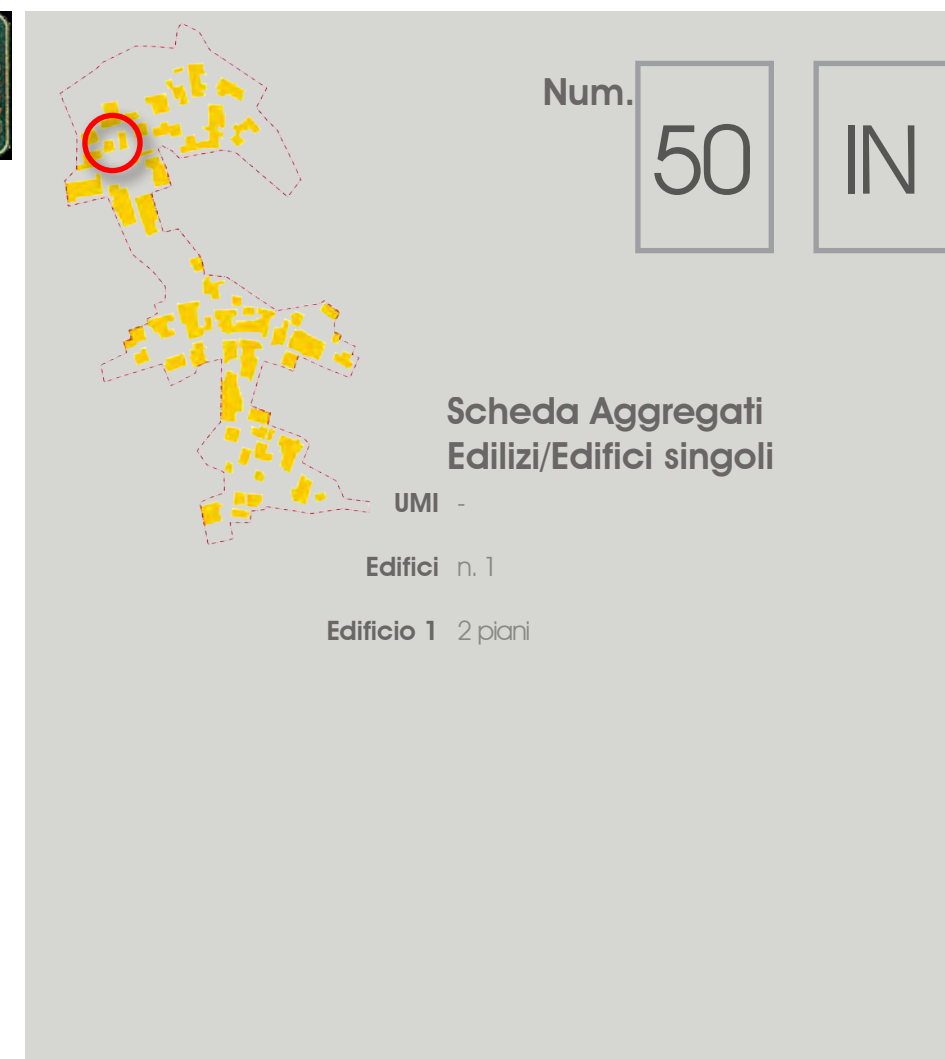 Num.
50 IN
Scheda Aggregati
Edilizi/Edifici singoli
UMI -
Edifici n. 1
Edificio 1 2 piani